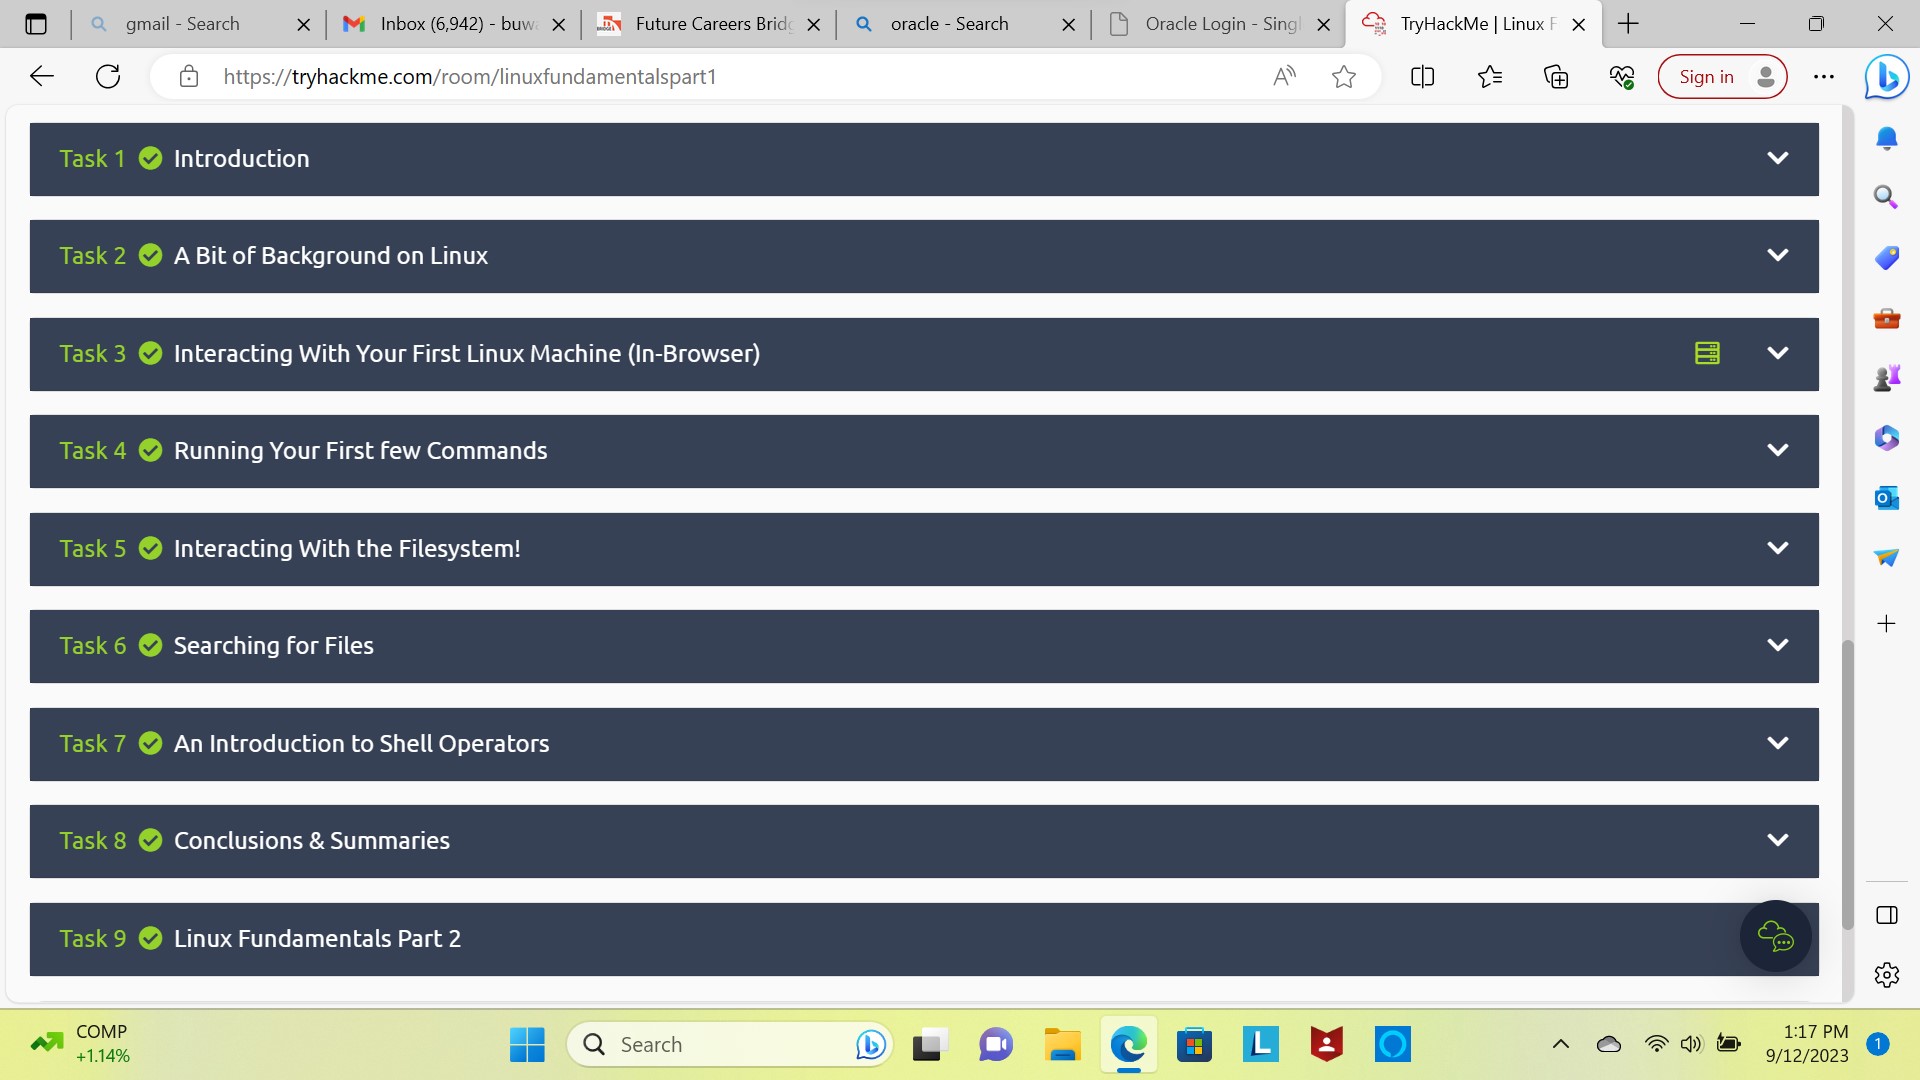 gmail - Search
Inbox (6,942) - buw
Future Careers Bridg
oracle - Search
Oracle Login - Singl
TryHackMe | Linux F
https://tryhackme.com/room/linuxfundamentalspart1
Sign in
Task 1 Introduction
Task 2 A Bit of Background on Linux
Task 3 Interacting With Your First Linux Machine (In-Browser)
Task 4 Running Your First few Commands
Task 5 Interacting With the Filesystem!
Task 6 Searching for Files
Task 7 An Introduction to Shell Operators
Task 8 Conclusions & Summaries
Task 9 Linux Fundamentals Part 2
COMP
+1.14%
Search
1:17 PM
9/12/2023
1